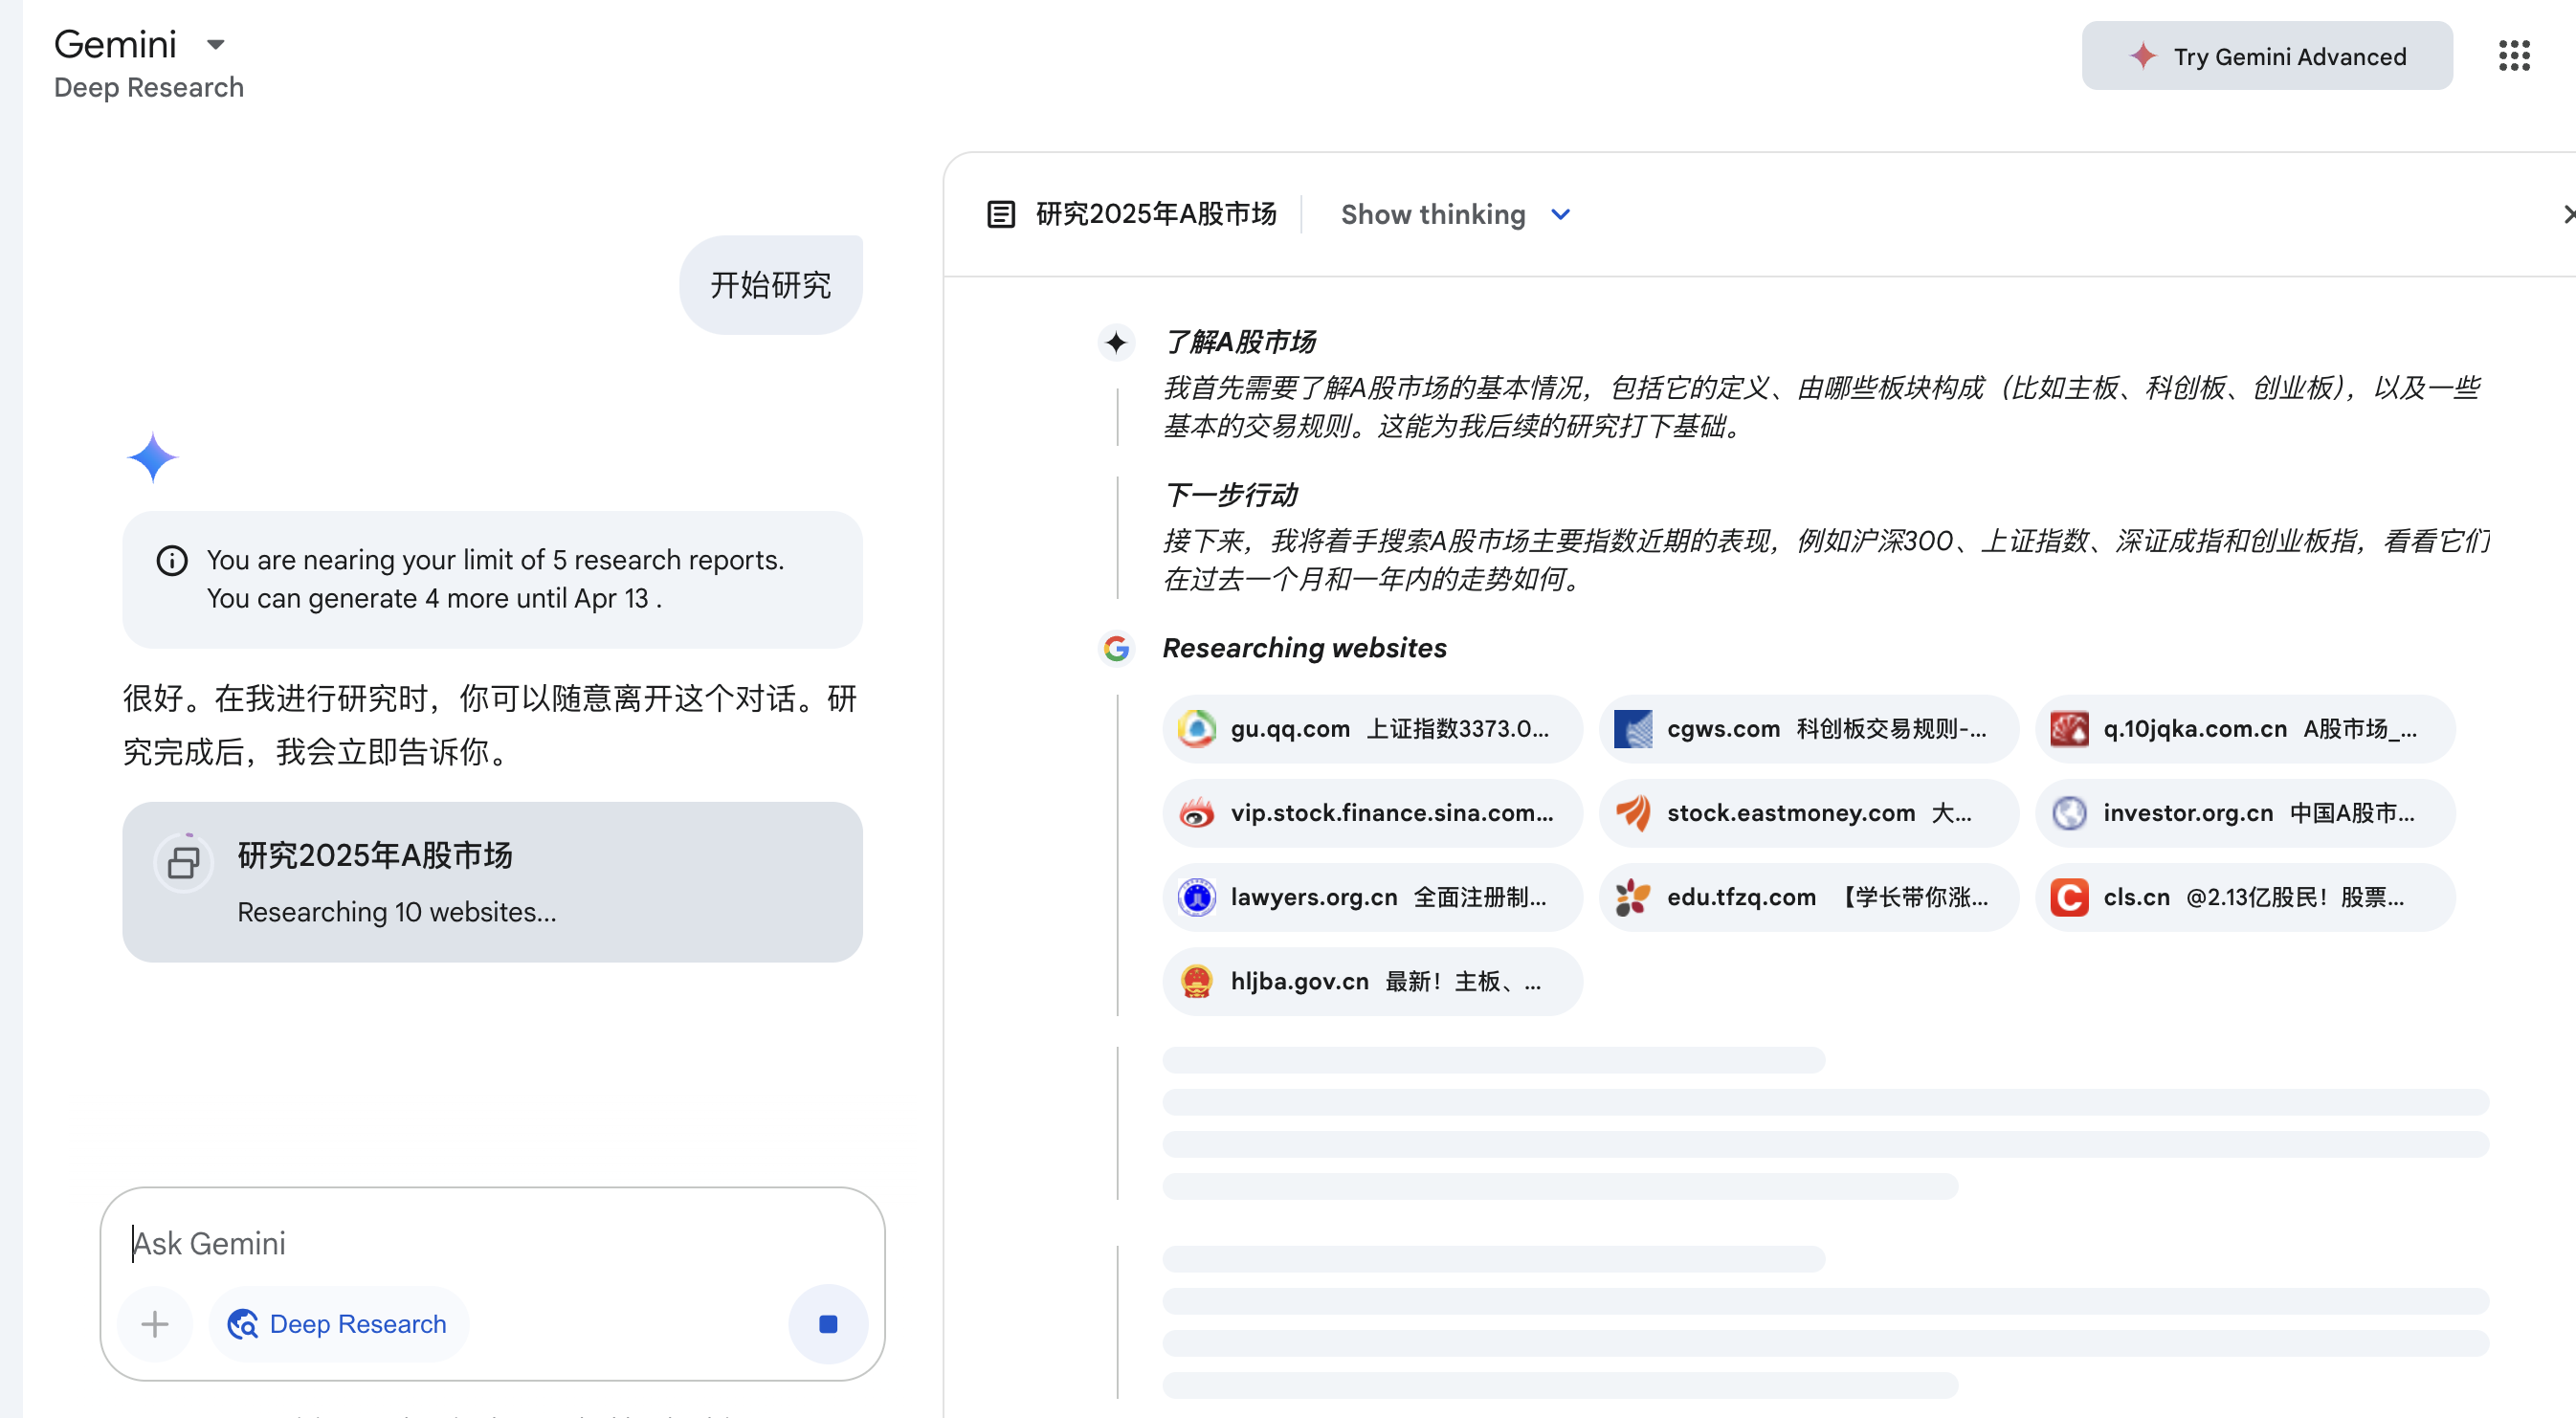 Gemini
Deep Research
Try Gemini Advanced
开始研究
You are nearing your limit of 5 research reports.
You can generate 4 more until Apr 13 .
很好。在我进行研究时，你可以随意离开这个对话。研
究完成后，我会立即告诉你。
研究2025年A股市场
Researching 10 websites...
Ask Gemini
Deep Research
研究2025年A股市场
Show thinking
了解A股市场
我首先需要了解A股市场的基本情况，包括它的定义、由哪些板块构成（比如主板、科创板、创业板），以及一些
基本的交易规则。这能为我后续的研究打下基础。
下一步行动
接下来，我将着手搜索A股市场主要指数近期的表现，例如沪深300、上证指数、深证成指和创业板指，看看它们
在过去一个月和一年内的走势如何。
Researching websites
gu.qq.com 上证指数3373.0...
cgws.com 科创板交易规则-...
q.10jqka.com.cn A股市场_...
vip.stock.finance.sina.com...
stock.eastmoney.com 大...
investor.org.cn 中国A股市...
lawyers.org.cn 全面注册制...
edu.tfzq.com 【学长带你涨...
cls.cn @2.13亿股民！股票...
hljba.gov.cn 最新！主板、...